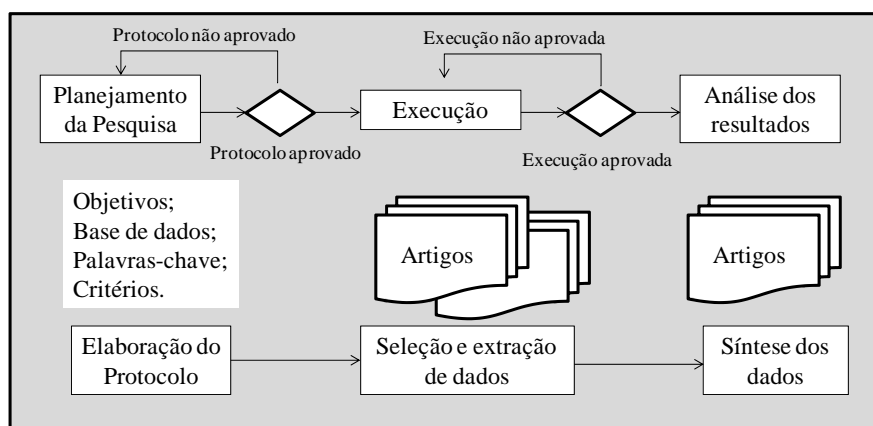 Protocolo não aprovado
Execução não aprovada
Planejamento
da Pesquisa
Execução
Análise dos
resultados
Protocolo aprovado
Execução aprovada
Objetivos;
Base de dados;
Palavras-chave;
Critérios.
Artigos
Artigos
Elaboração do
Protocolo
Seleção e extração
de dados
Síntese dos
dados